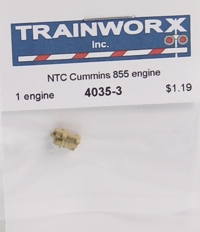 TRAINWORX
Inc.
NTC Cummins 855 engine
1 engine 4035-3 $1.19